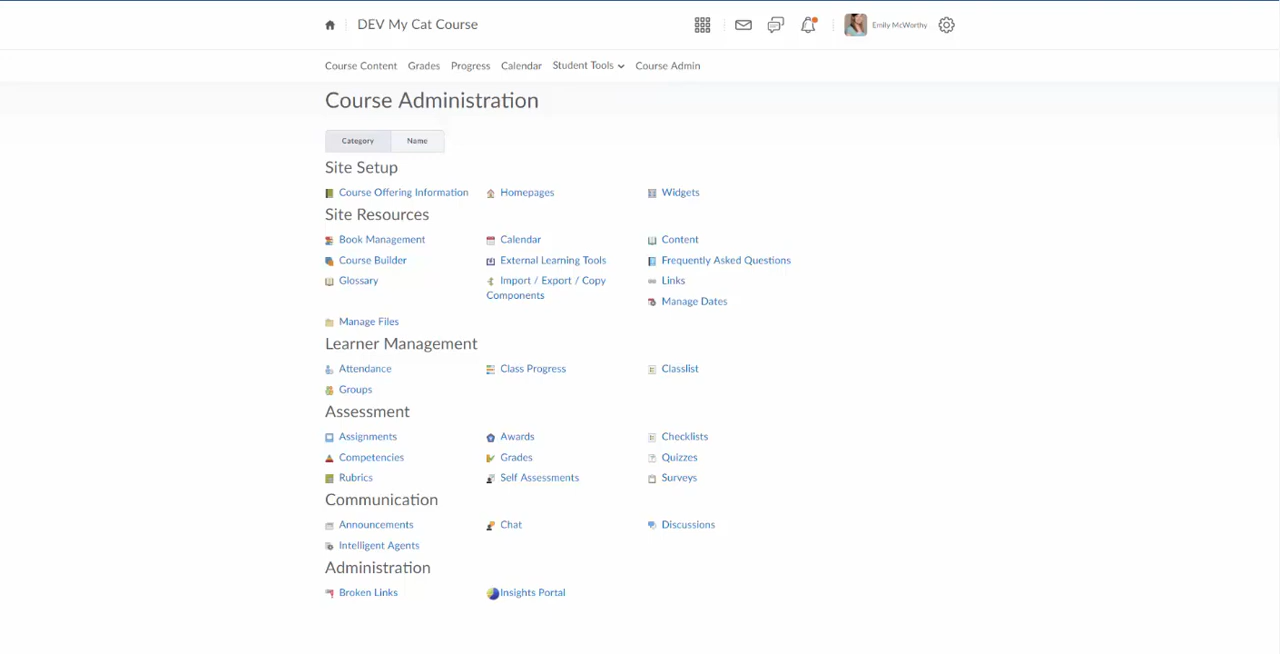 DEV My Cat Course
Emily McWorthy
Course Content Grades Progress Calendar Student Tools Course Admin
Course Administration
Category Name
Site Setup
Course Offering Information Homepages Widgets
Site Resources
Book Management Calendar Content
Course Builder External Learning Tools Frequently Asked Questions
Glossary Import / Export / Copy Components Links
Manage Dates
Manage Files
Learner Management
Attendance Class Progress Classlist
Groups
Assessment
Assignments Awards Checklists
Competencies Grades Quizzes
Rubrics Self Assessments Surveys
Communication
Announcements Chat Discussions
Intelligent Agents
Administration
Broken Links Insights Portal